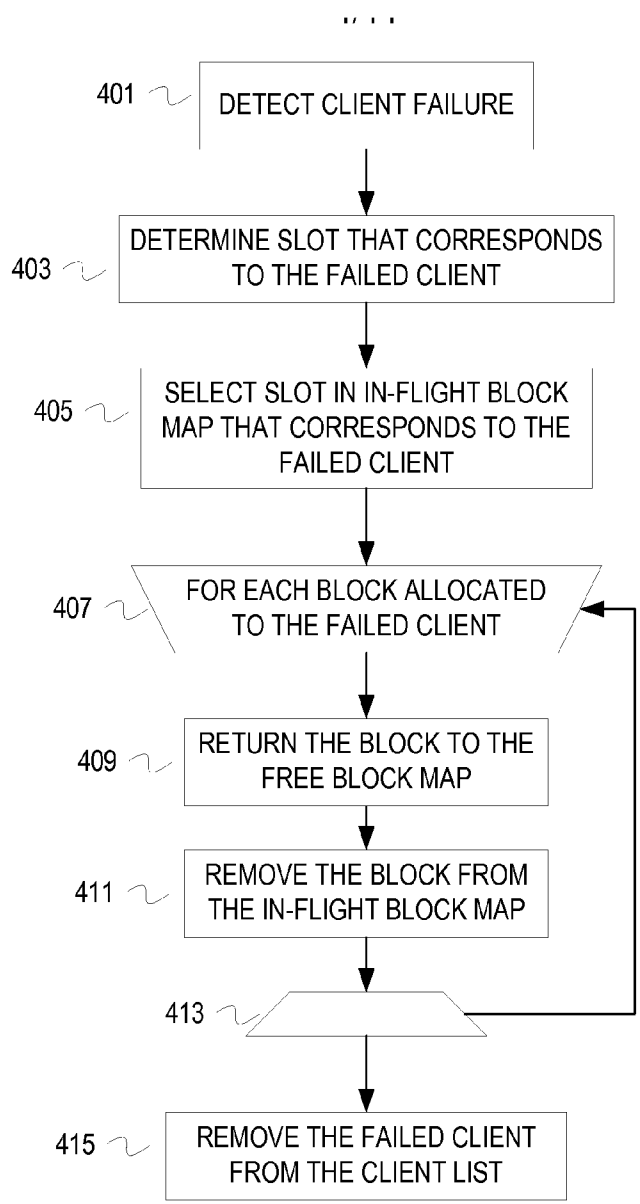 401
DETECT CLIENT FAILURE
403
DETERMINE SLOT THAT CORRESPONDS
TO THE FAILED CLIENT
405
SELECT SLOT IN IN-FLIGHT BLOCK
MAP THAT CORRESPONDS TO THE
FAILED CLIENT
407
FOR EACH BLOCK ALLOCATED
TO THE FAILED CLIENT
409
RETURN THE BLOCK TO THE
FREE BLOCK MAP
411
REMOVE THE BLOCK FROM
THE IN-FLIGHT BLOCK MAP
413
415
REMOVE THE FAILED CLIENT
FROM THE CLIENT LIST